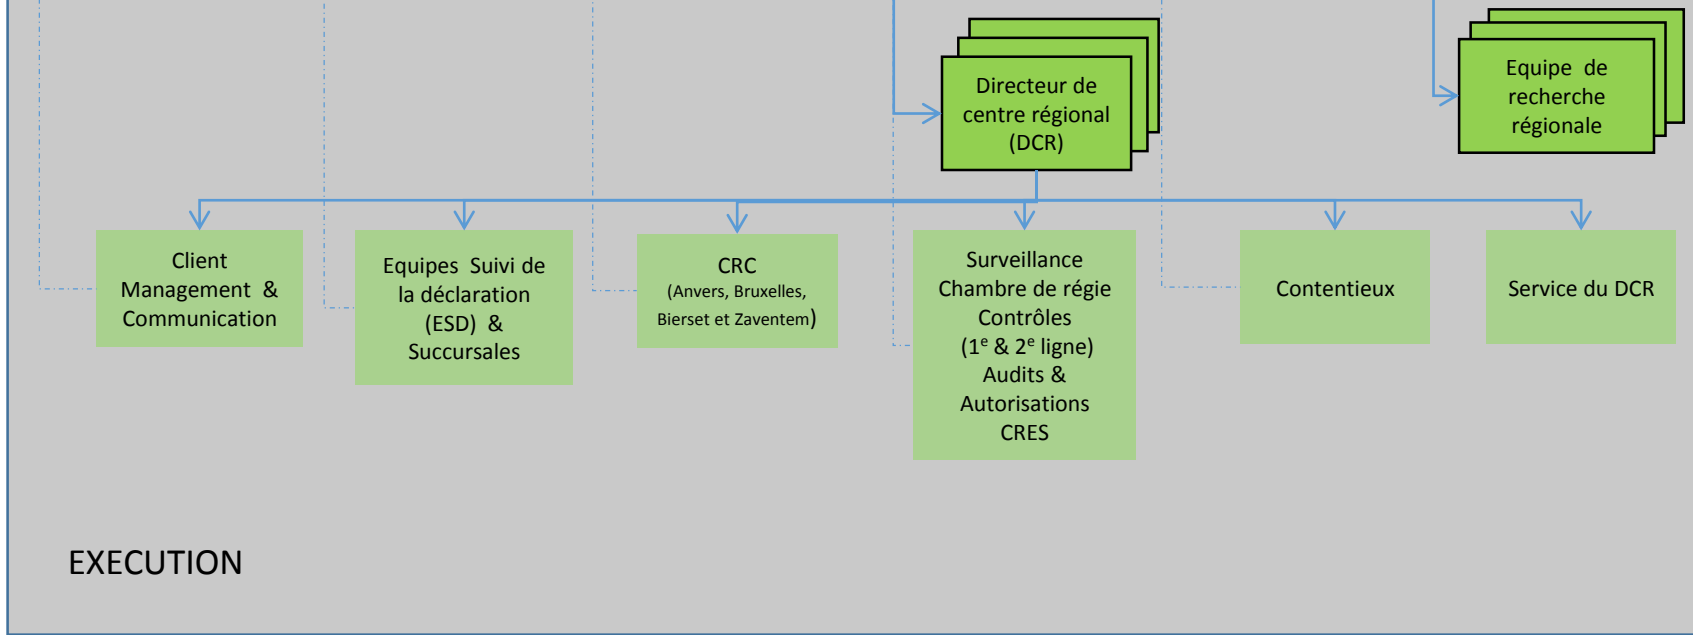 Directeur de
centre régional
(DCR)
Equipe de
recherche
régionale
Client
Management &
Communication
Equipes Suivi de
la déclaration
(ESD) &
Succursales
CRC
(Anvers, Bruxelles,
Bierset et Zaventem)
Surveillance
Chambre de régie
Contrôles
(1e & 2e ligne)
Audits &
Autorisations
CRES
Contentieux
Service du DCR
EXECUTION